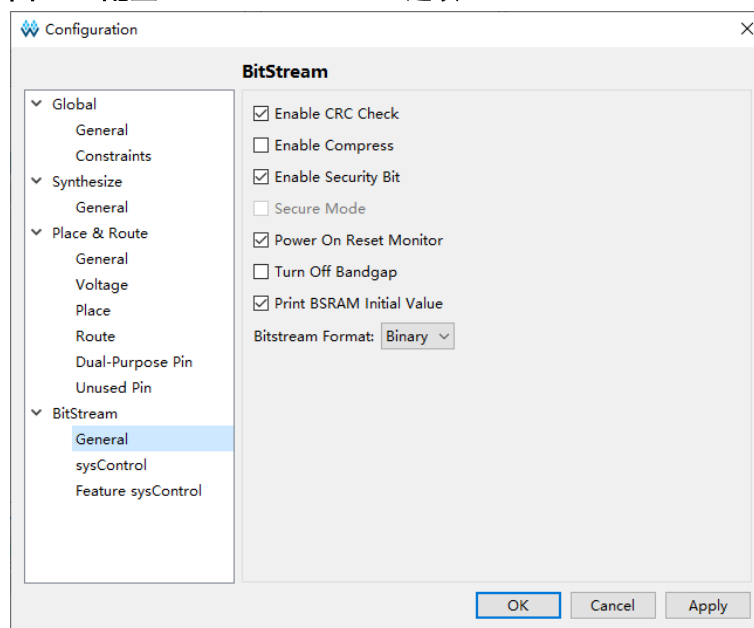 Configuration
BitStream
Global
General
Constraints
Synthesize
General
Place & Route
General
Voltage
Place
Route
Dual-Purpose Pin
Unused Pin
BitStream
General
sysControl
Feature sysControl
Enable CRC Check
Enable Compress
Enable Security Bit
Secure Mode
Power On Reset Monitor
Turn Off Bandgap
Print BSRAM Initial Value
Bitstream Format: Binary
OK Cancel Apply